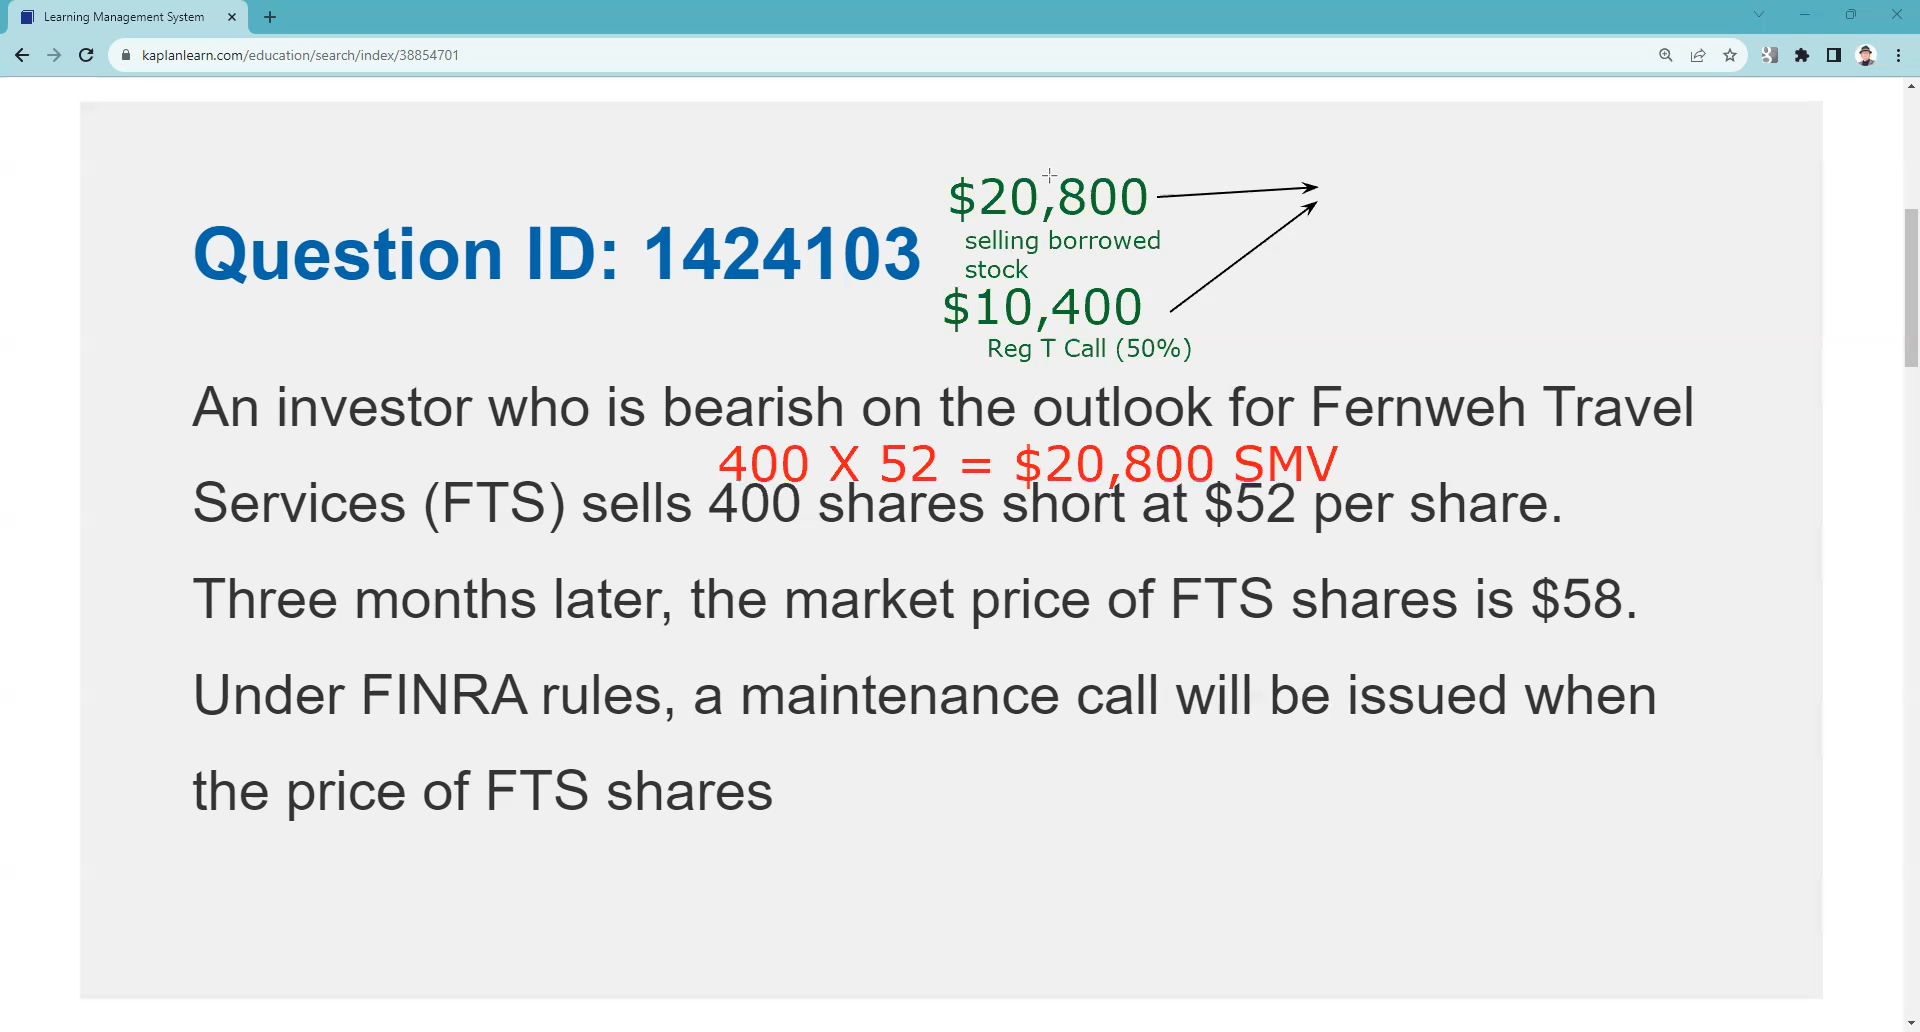 Learning Management System
kaplanlearn.com/education/search/index/38854701
$20,800
selling borrowed
stock
Question ID: 1424103
$10,400
Reg T Call (50%)
An investor who is bearish on the outlook for Fernweh Travel
400 X 52 = $20,800 SMV
Services (FTS) sells 400 shares short at $52 per share.
Three months later, the market price of FTS shares is $58.
Under FINRA rules, a maintenance call will be issued when
the price of FTS shares